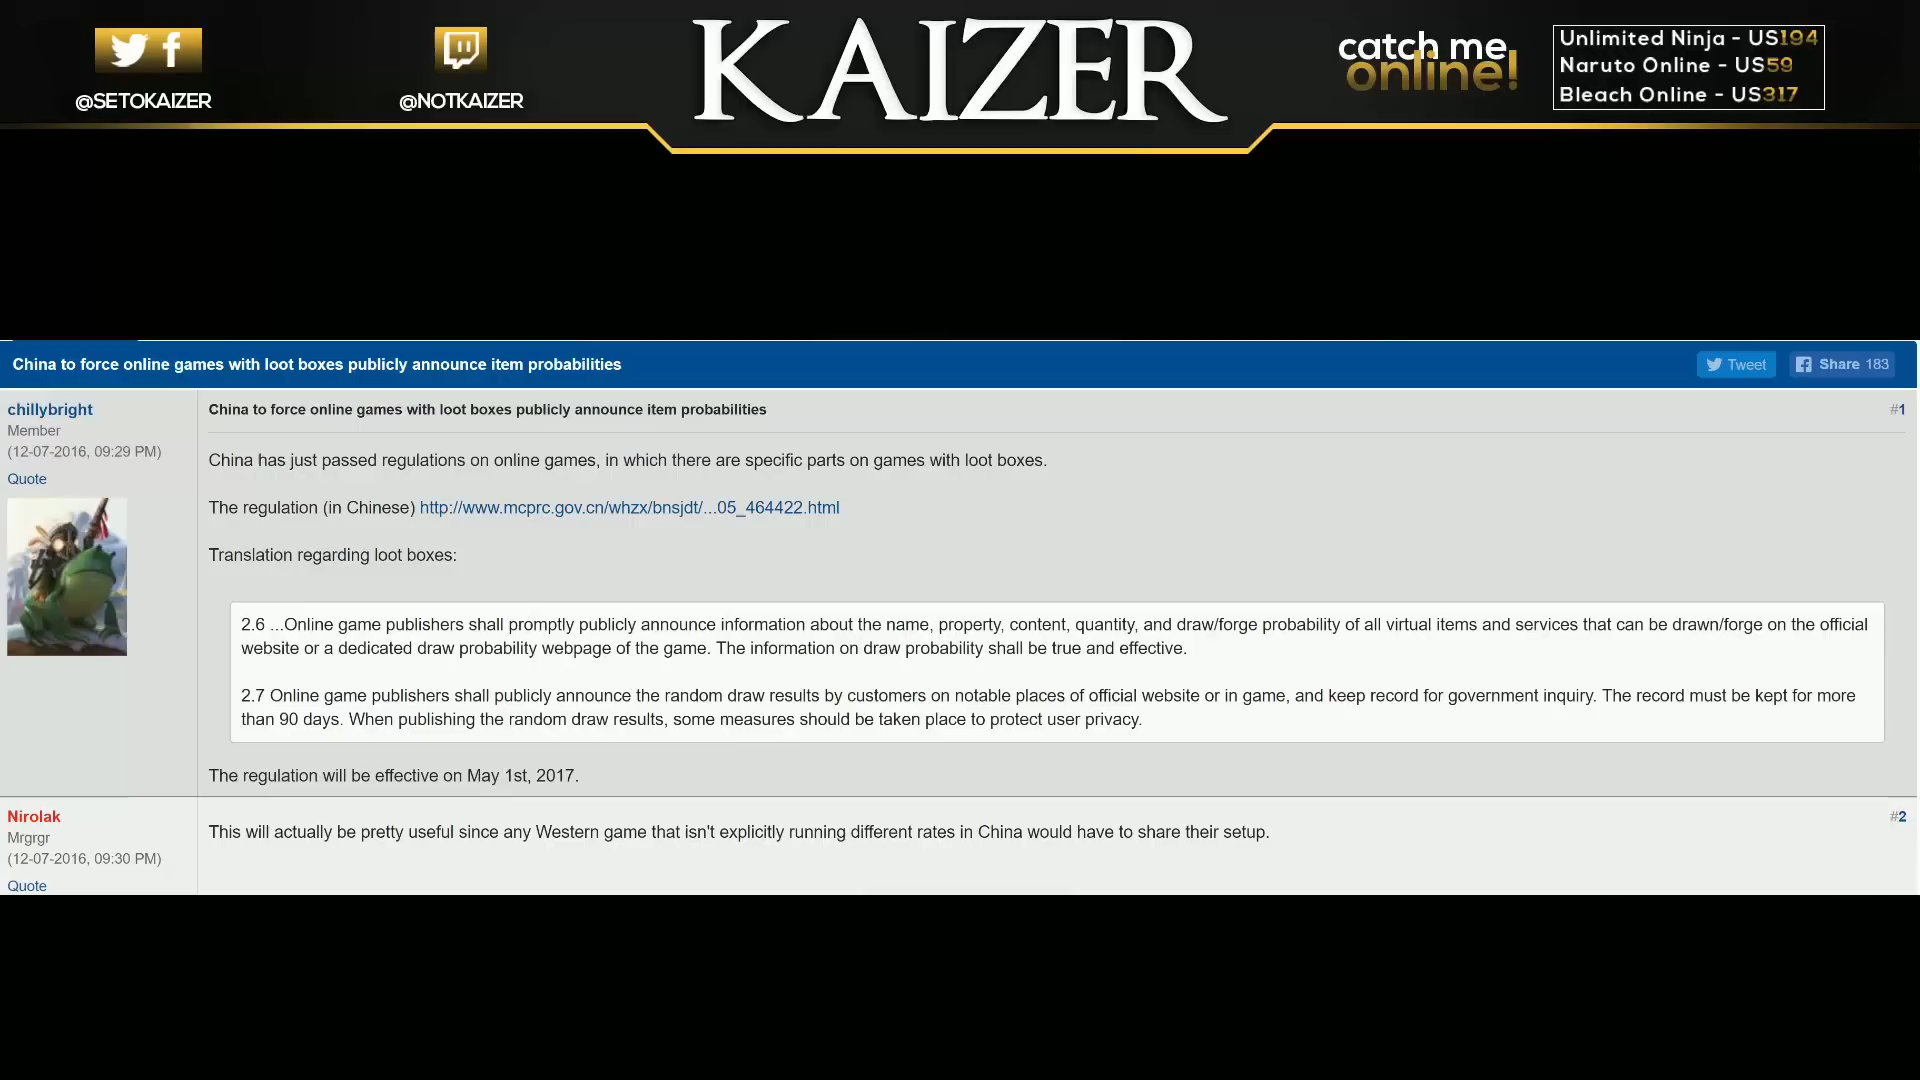 @SETOKAIZER
@NOTKAIZER
KAIZER
catch me
online!
Unlimited Ninja - US194
Naruto Online - US59
Bleach Online - US317
China to force online games with loot boxes publicly announce item probabilities
Tweet
Share 183
chillybright
Member
(12-07-2016, 09:29 PM)
Quote
China to force online games with loot boxes publicly announce item probabilities
#1
China has just passed regulations on online games, in which there are specific parts on games with loot boxes.
The regulation (in Chinese) http://www.mcprc.gov.cn/whzx/bnsjdt/...05_464422.html
Translation regarding loot boxes:
2.6 ...Online game publishers shall promptly publicly announce information about the name, property, content, quantity, and draw/forge probability of all virtual items and services that can be drawn/forge on the official
website or a dedicated draw probability webpage of the game. The information on draw probability shall be true and effective.
2.7 Online game publishers shall publicly announce the random draw results by customers on notable places of official website or in game, and keep record for government inquiry. The record must be kept for more
than 90 days. When publishing the random draw results, some measures should be taken place to protect user privacy.
The regulation will be effective on May 1st, 2017.
Nirolak
Mrgrgr
(12-07-2016, 09:30 PM)
Quote
#2
This will actually be pretty useful since any Western game that isn't explicitly running different rates in China would have to share their setup.